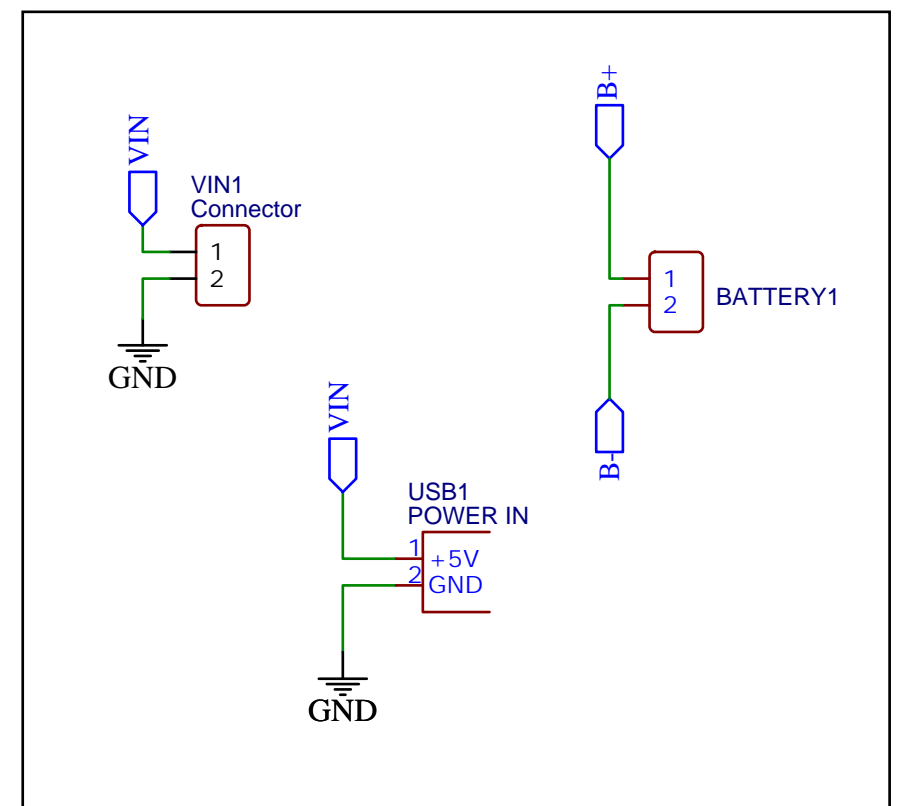 B+
VIN
VIN1
Connector
1
2
1
2
BATTERY1
GND
VIN
B-
USB1
POWER IN
1
+5V
2
GND
GND